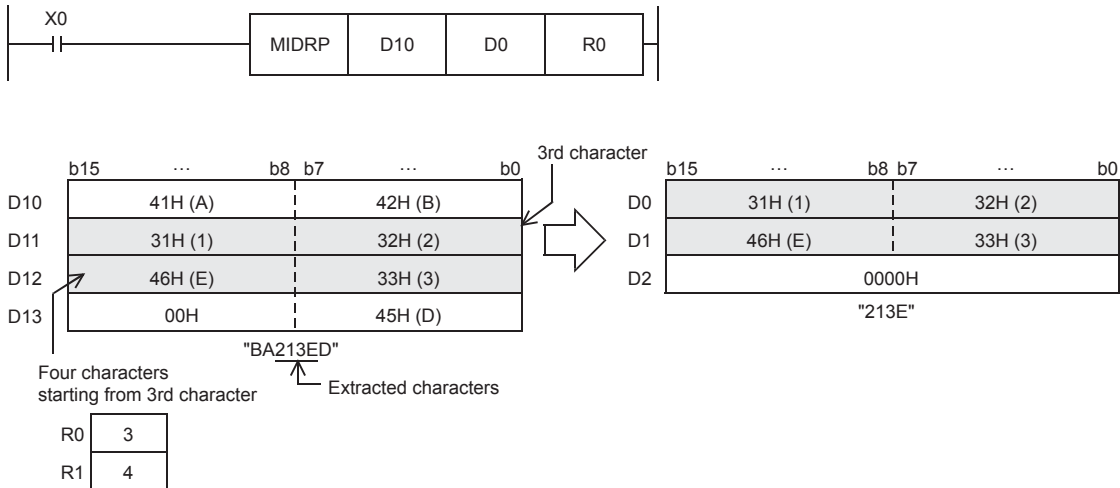 X0
MIDRP D10 D0 R0
3rd character
b15 ... b8 b7 ... b0
D10 41H (A) 42H (B)
D11 31H (1) 32H (2)
D12 46H (E) 33H (3)
D13 00H 45H (D)
"BA213ED"
Four characters
starting from 3rd character
Extracted characters
R0 3
R1 4
b15 ... b8 b7 ... b0
D0 31H (1) 32H (2)
D1 46H (E) 33H (3)
D2 0000H
"213E"